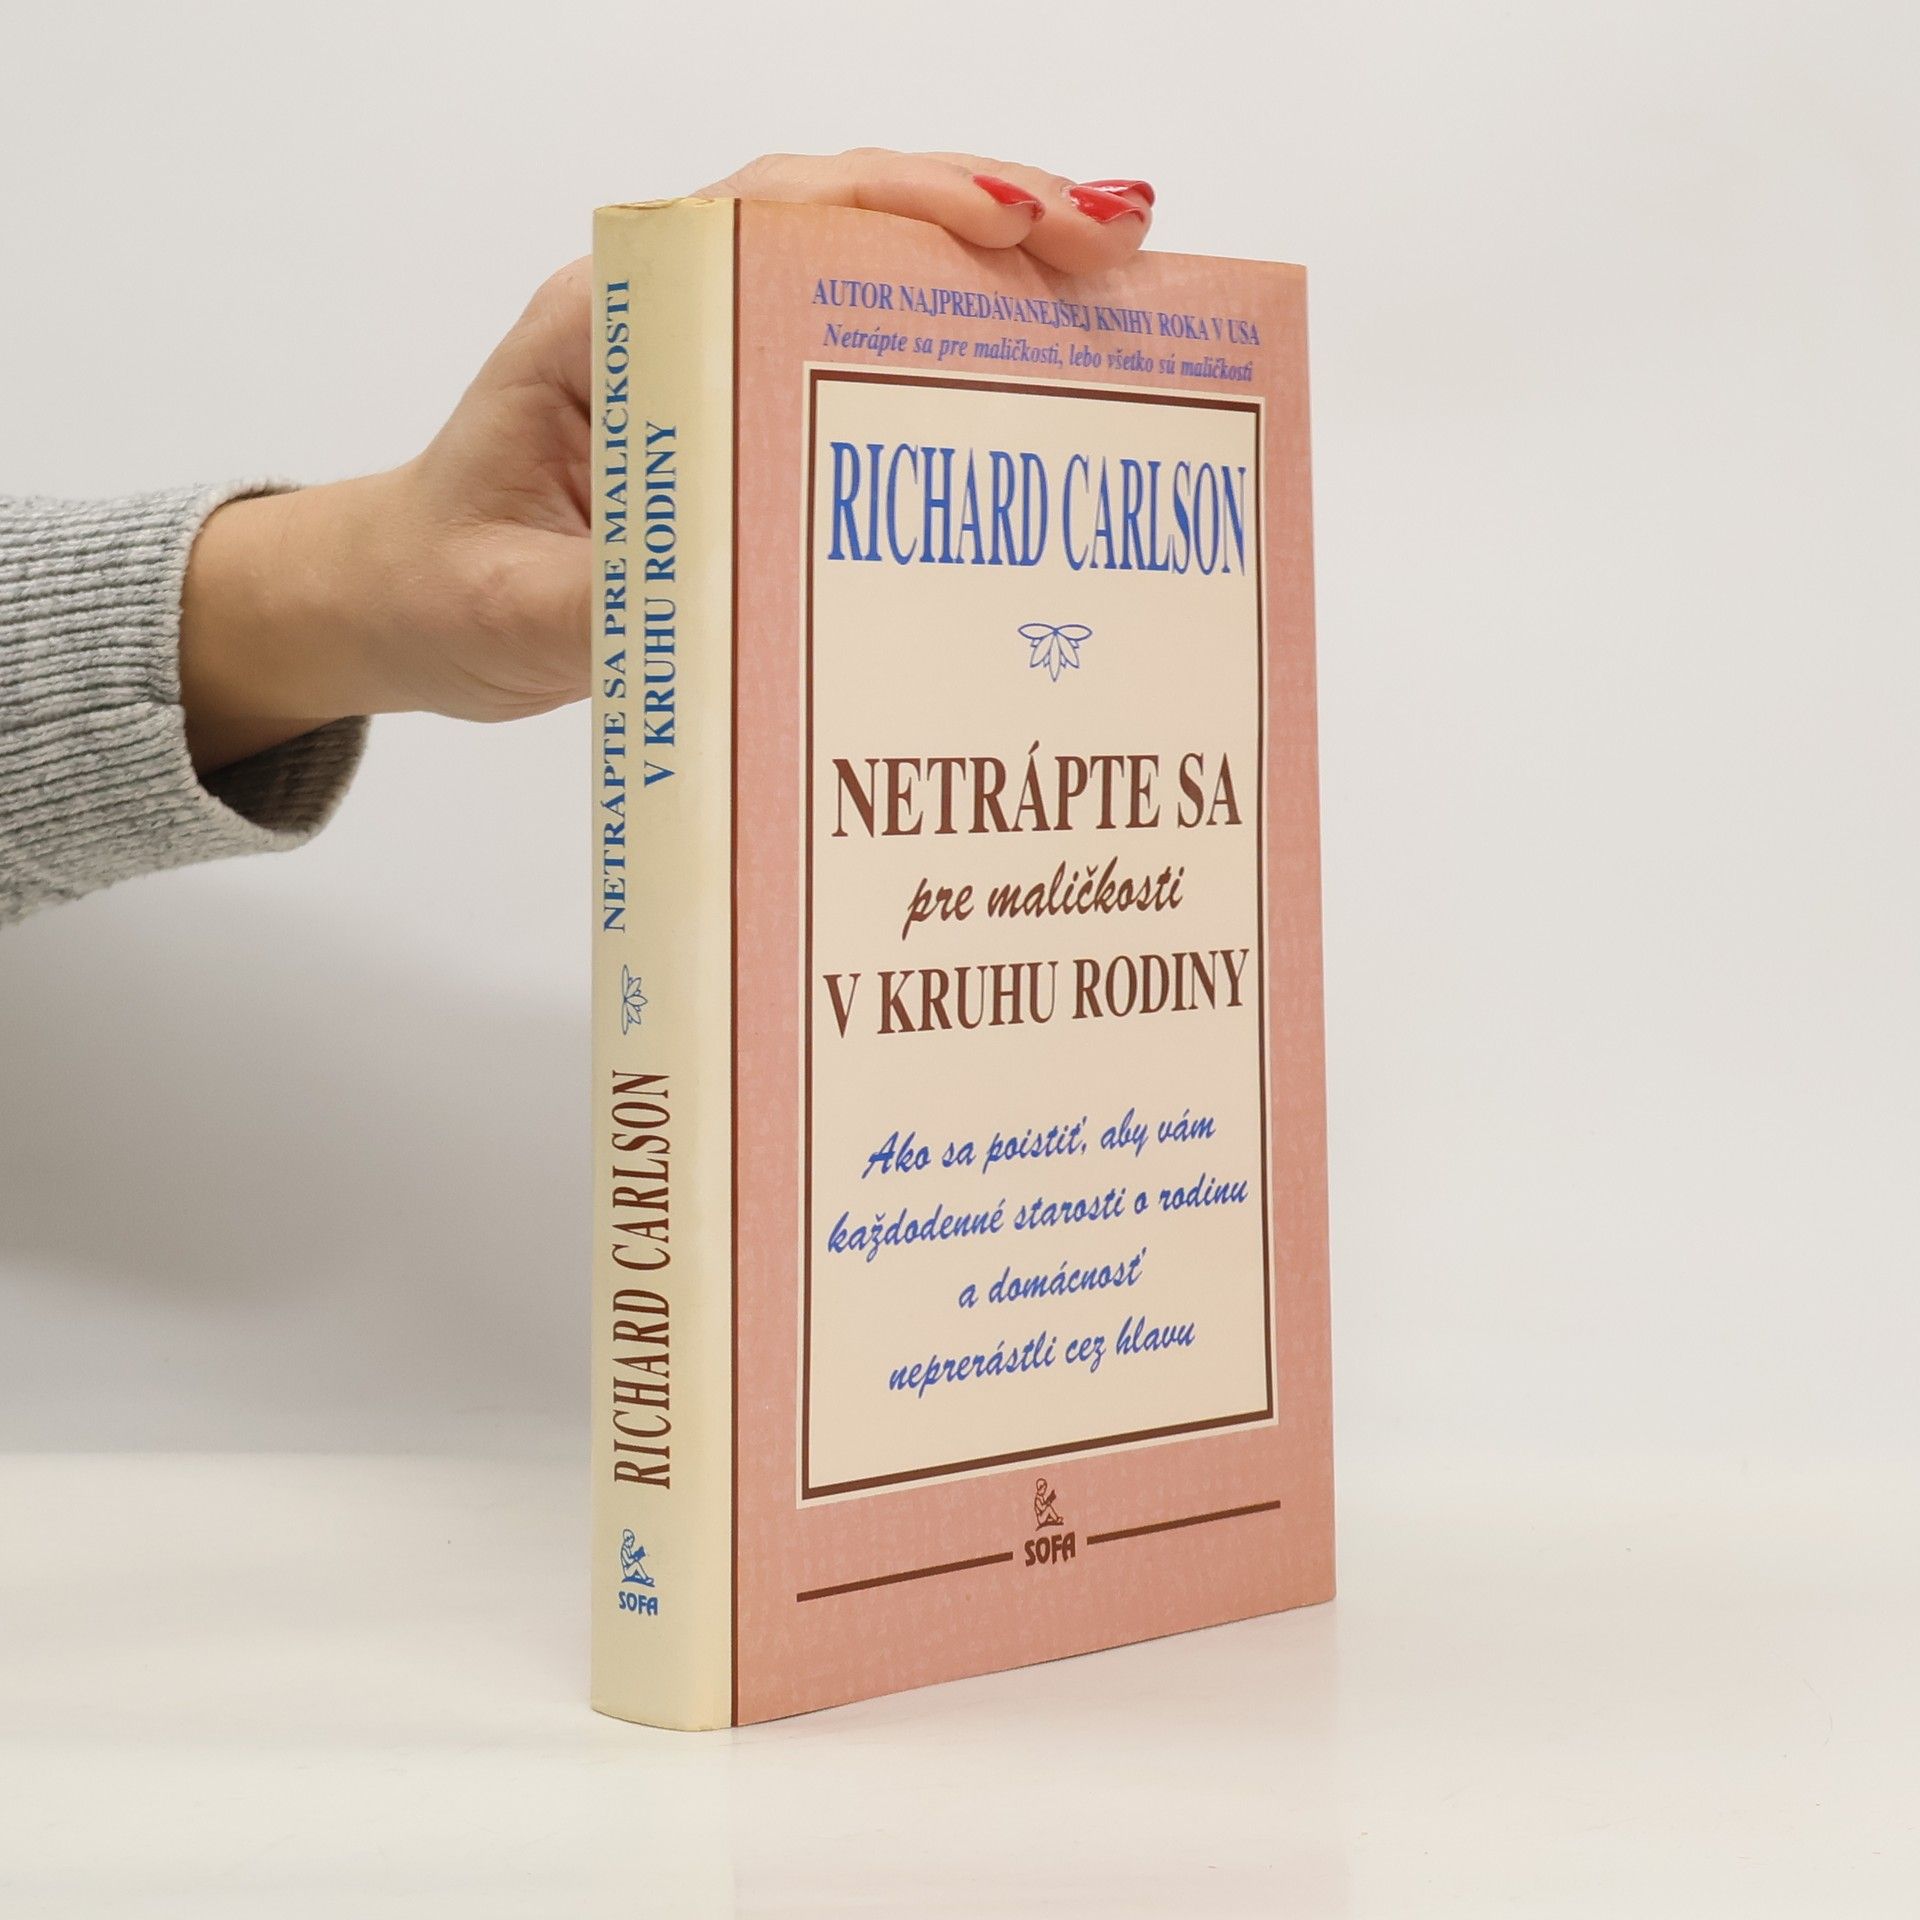 NETRÁPTE SA PRE MALIČKOSTI
V KRUHU RODINY
RICHARD CARLSON
SOFA
AUTOR NAJPREDÁVANEJŠEJ KNIHY ROKA V USA
Netrápte sa pre maličkosti, lebo všetko sú maličkosti
RICHARD CARLSON
NETRÁPTE SA
pre maličkosti
V KRUHU RODINY
Ako sa poistiť, aby vám
každodenné starosti o rodinu
a domácnosť
neprerástli cez hlavu
SOFA